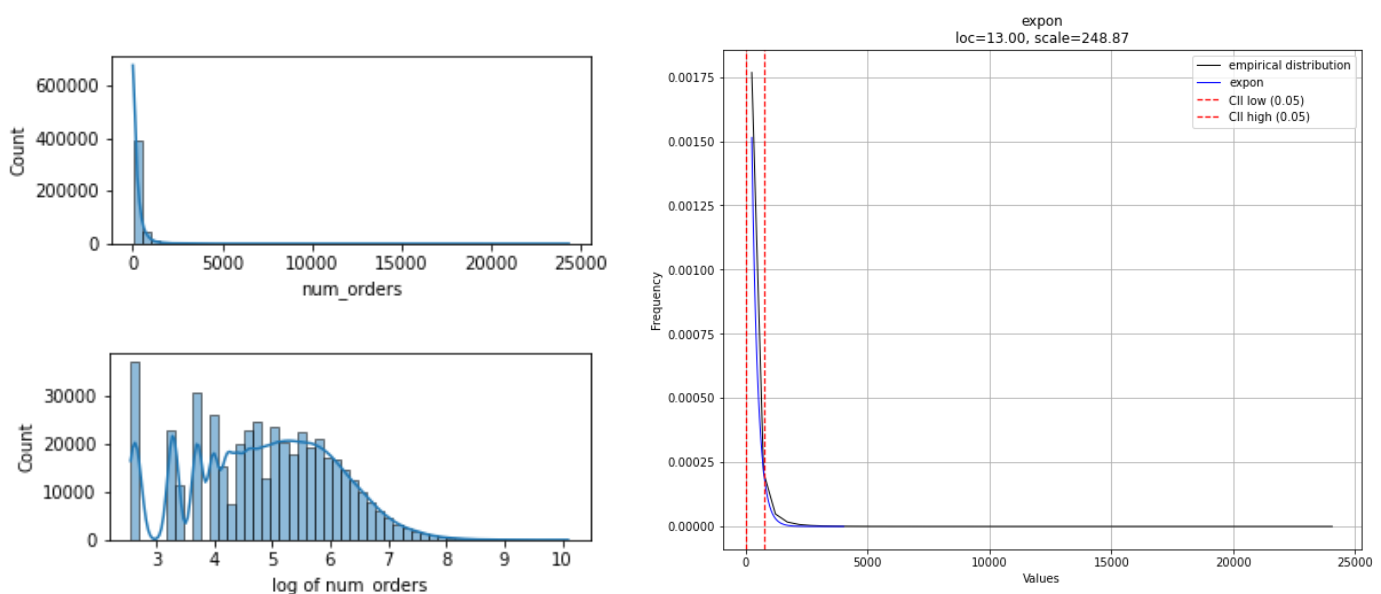 600000
400000
200000
0
Count
0 5000 10000 15000 20000 25000
num_orders
30000
20000
10000
0
Count
3 4 5 6 7 8 9 10
log of num_orders
expon
loc=13.00, scale=248.87
empirical distribution
expon
CII low (0.05)
CII high (0.05)
0.00175
0.00150
0.00125
0.00100
0.00075
0.00050
0.00025
0.00000
Frequency
0 5000 10000 15000 20000 25000
Values